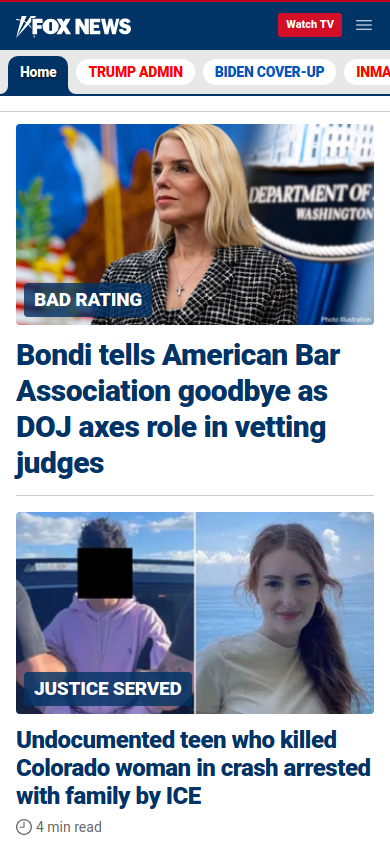 FOX NEWS
Watch TV
Home
TRUMP ADMIN
BIDEN COVER-UP
INMA
DEPARTMENT OF
WASHINGTON
BAD RATING
Photo Illustration
Bondi tells American Bar
Association goodbye as
DOJ axes role in vetting
judges
JUSTICE SERVED
Undocumented teen who killed
Colorado woman in crash arrested
with family by ICE
4 min read